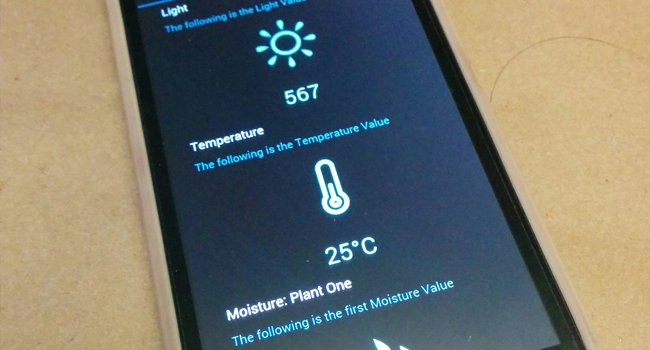 Light
The following is the Light Value
567
Temperature
The following is the Temperature Value
25°C
Moisture: Plant One
The following is the first Moisture Value